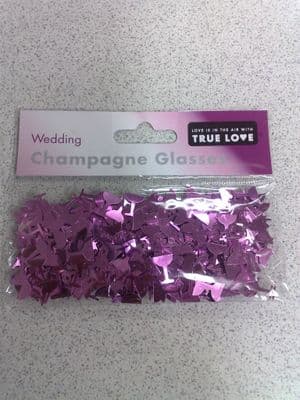 Wedding
Champagne Glasses
LOVE IS IN THE AIR WITH
TRUE LOVE